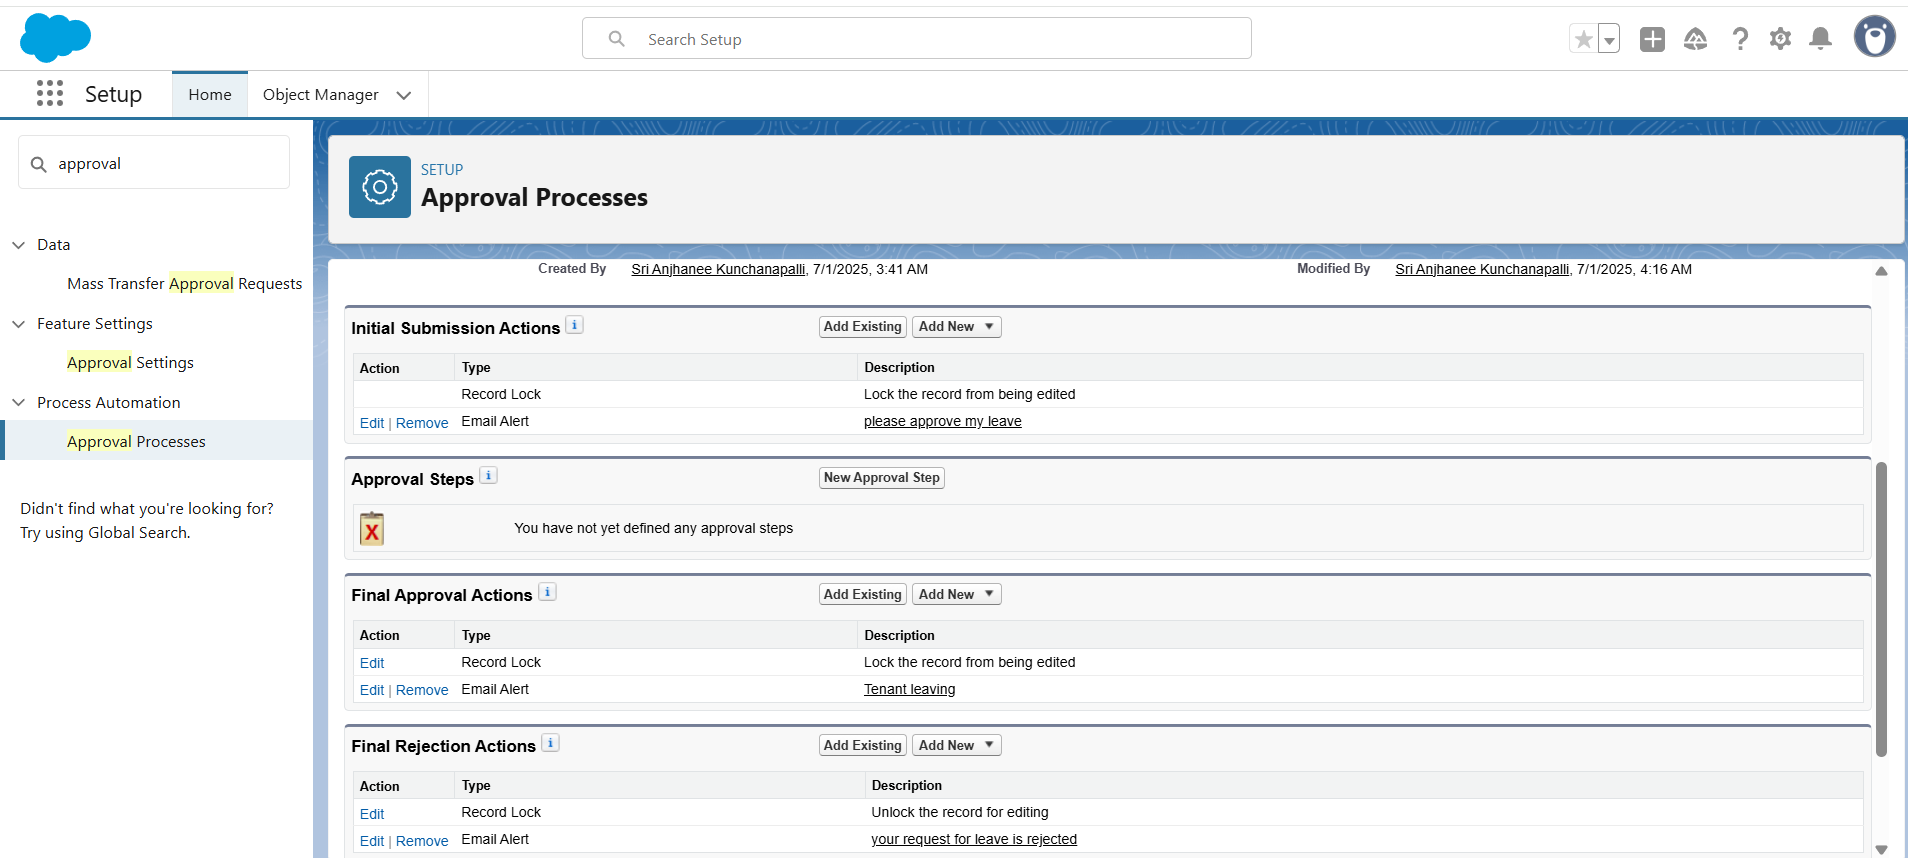 Search Setup
Setup
Home
Object Manager
approval
Data
Mass Transfer Approval Requests
Feature Settings
Approval Settings
Process Automation
Approval Processes
Didn't find what you're looking for?
Try using Global Search.
SETUP
Approval Processes
Created By Sri Anjhanee Kunchanapalli, 7/1/2025, 3:41 AM Modified By Sri Anjhanee Kunchanapalli, 7/1/2025, 4:16 AM
Initial Submission Actions i Add Existing Add New
Action Type Description
Record Lock Lock the record from being edited
Edit | Remove Email Alert please approve my leave
Approval Steps i New Approval Step
X You have not yet defined any approval steps
Final Approval Actions i Add Existing Add New
Action Type Description
Edit Record Lock Lock the record from being edited
Edit | Remove Email Alert Tenant leaving
Final Rejection Actions i Add Existing Add New
Action Type Description
Edit Record Lock Unlock the record for editing
Edit | Remove Email Alert your request for leave is rejected